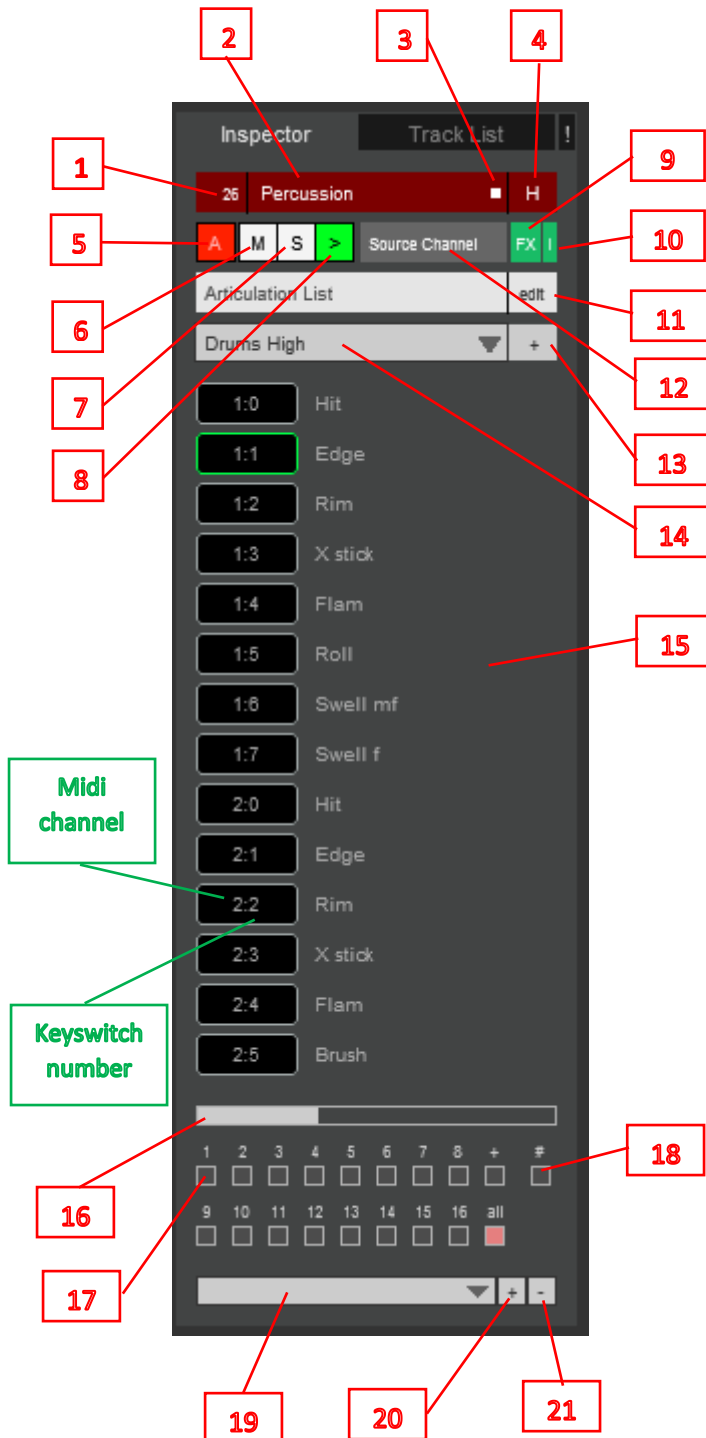 2
3
4
Inspector
Track List
!
9
1
26
Percussion
H
5
A
M
S
>
Source Channel
FX
I
10
Articulation List
edit
11
6
Drums High
+
12
7
1:0 Hit
13
8
1:1 Edge
1:2 Rim
14
1:3 X stick
1:4 Flam
1:5 Roll
15
1:6 Swell mf
1:7 Swell f
Midi
channel
2:0 Hit
2:1 Edge
2:2 Rim
2:3 X stick
Keyswitch
number
2:4 Flam
2:5 Brush
1 2 3 4 5 6 7 8 + #
18
16
9 10 11 12 13 14 15 16 all
17
+
-
19
20
21